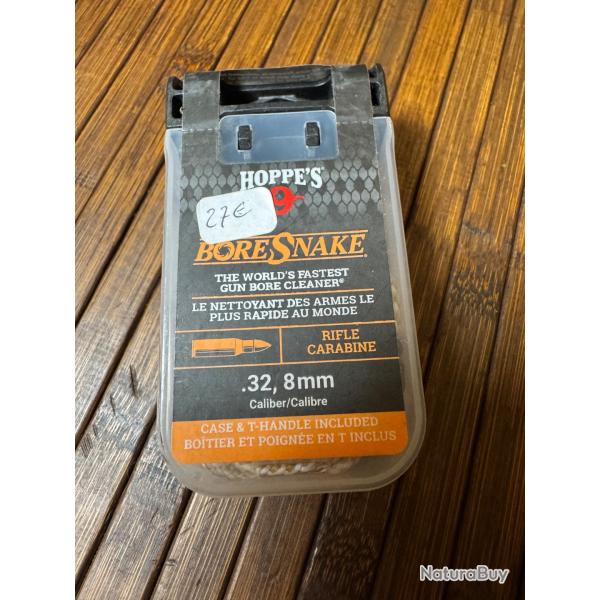 HOPPE'S
9
27€
BORESNAKE®
THE WORLD'S FASTEST
GUN BORE CLEANER®
LE NETTOYANT DES ARMES LE
PLUS RAPIDE AU MONDE
RIFLE
CARABINE
.32, 8mm
Caliber/Calibre
CASE & T-HANDLE INCLUDED
BOÎTIER ET POIGNÉE EN T INCLUS
NaturaBuy